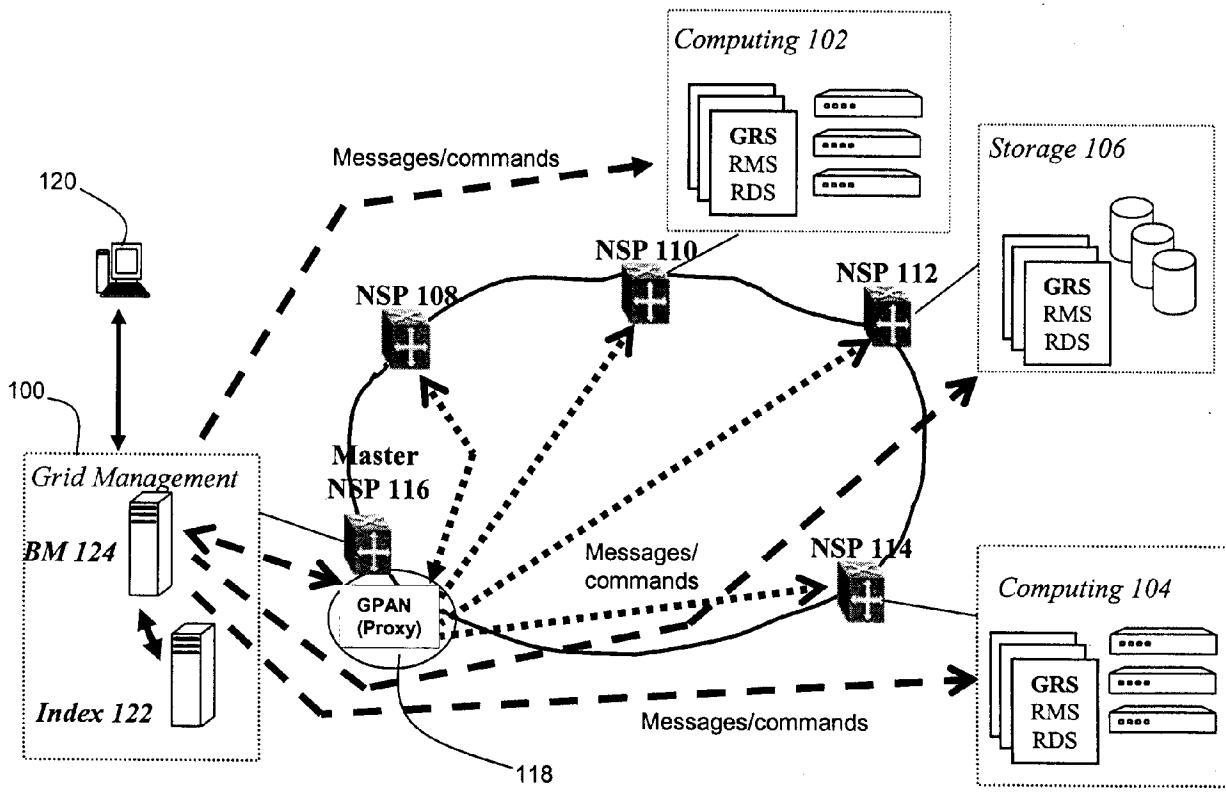 Computing 102
GRS
RMS
RDS
Storage 106
GRS
RMS
RDS
Messages/commands
120
NSP 110
NSP 112
NSP 108
100
Master
NSP 116
Grid Management
BM 124
Messages/
commands
NSP 114
Computing 104
GPAN
(Proxy)
GRS
RMS
RDS
Index 122
Messages/commands
118